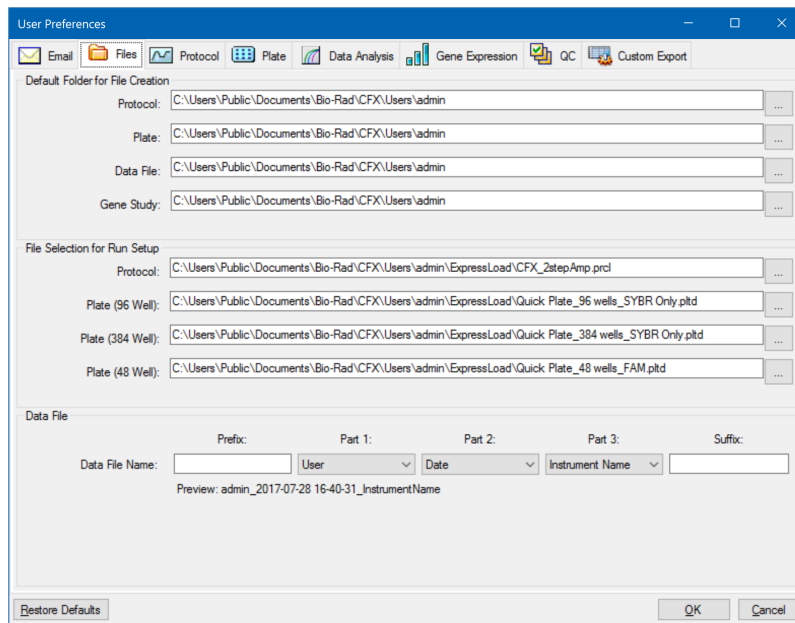 User Preferences
Email Files Protocol Plate Data Analysis Gene Expression QC Custom Export
Default Folder for File Creation
Protocol: C:\Users\Public\Documents\Bio-Rad\CFX\Users\admin ...
Plate: C:\Users\Public\Documents\Bio-Rad\CFX\Users\admin ...
Data File: C:\Users\Public\Documents\Bio-Rad\CFX\Users\admin ...
Gene Study: C:\Users\Public\Documents\Bio-Rad\CFX\Users\admin ...
File Selection for Run Setup
Protocol: C:\Users\Public\Documents\Bio-Rad\CFX\Users\admin\ExpressLoad\CFX_2stepAmp.prcl ...
Plate (96 Well): C:\Users\Public\Documents\Bio-Rad\CFX\Users\admin\ExpressLoad\Quick Plate_96 wells_SYBR Only.pltd ...
Plate (384 Well): C:\Users\Public\Documents\Bio-Rad\CFX\Users\admin\ExpressLoad\Quick Plate_384 wells_SYBR Only.pltd ...
Plate (48 Well): C:\Users\Public\Documents\Bio-Rad\CFX\Users\admin\ExpressLoad\Quick Plate_48 wells_FAM.pltd ...
Data File
Prefix: Part 1: Part 2: Part 3: Suffix:
Data File Name: User Date Instrument Name
Preview: admin_2017-07-28 16-40-31_InstrumentName
Restore Defaults OK Cancel